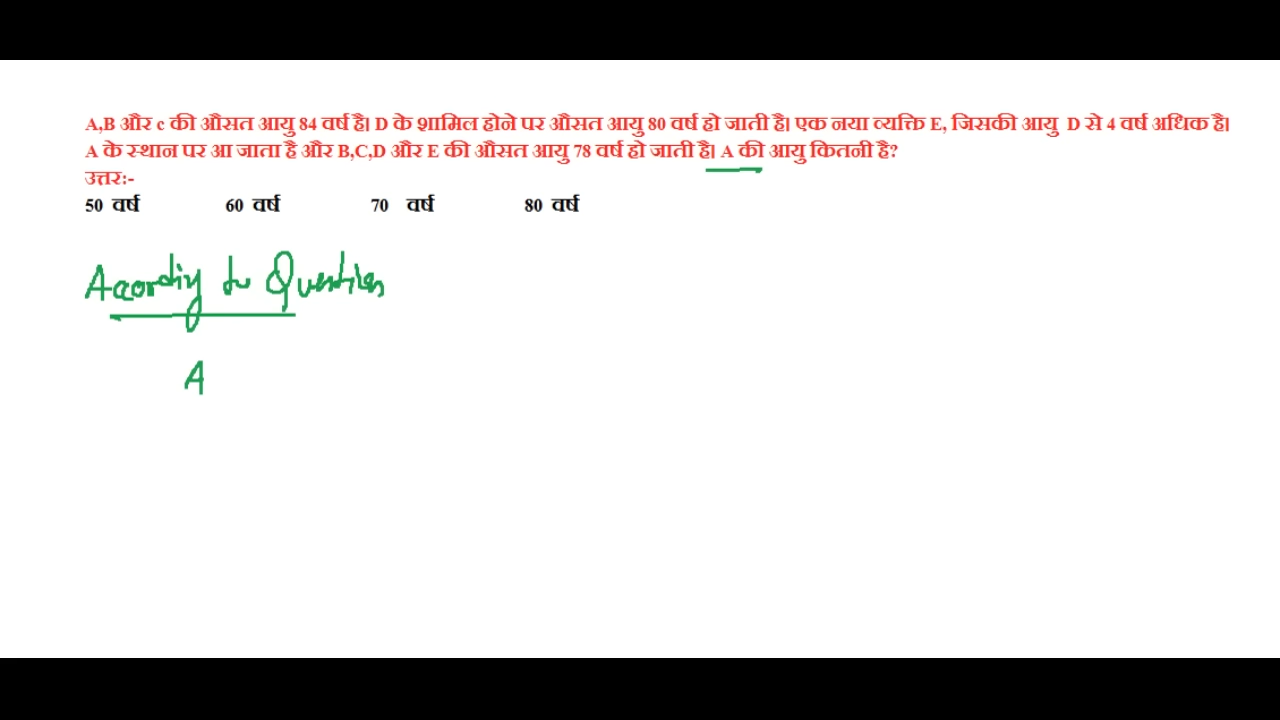 A,B और c की औसत आयु 84 वर्ष है। D के शामिल होने पर औसत आयु 80 वर्ष हो जाती है। एक नया व्यक्ति E, जिसकी आयु D से 4 वर्ष अधिक है।
A के स्थान पर आ जाता है और B,C,D और E की औसत आयु 78 वर्ष हो जाती है। A की आयु कितनी है?
उत्तर:-
50 वर्ष 60 वर्ष 70 वर्ष 80 वर्ष
Acording to Question
A